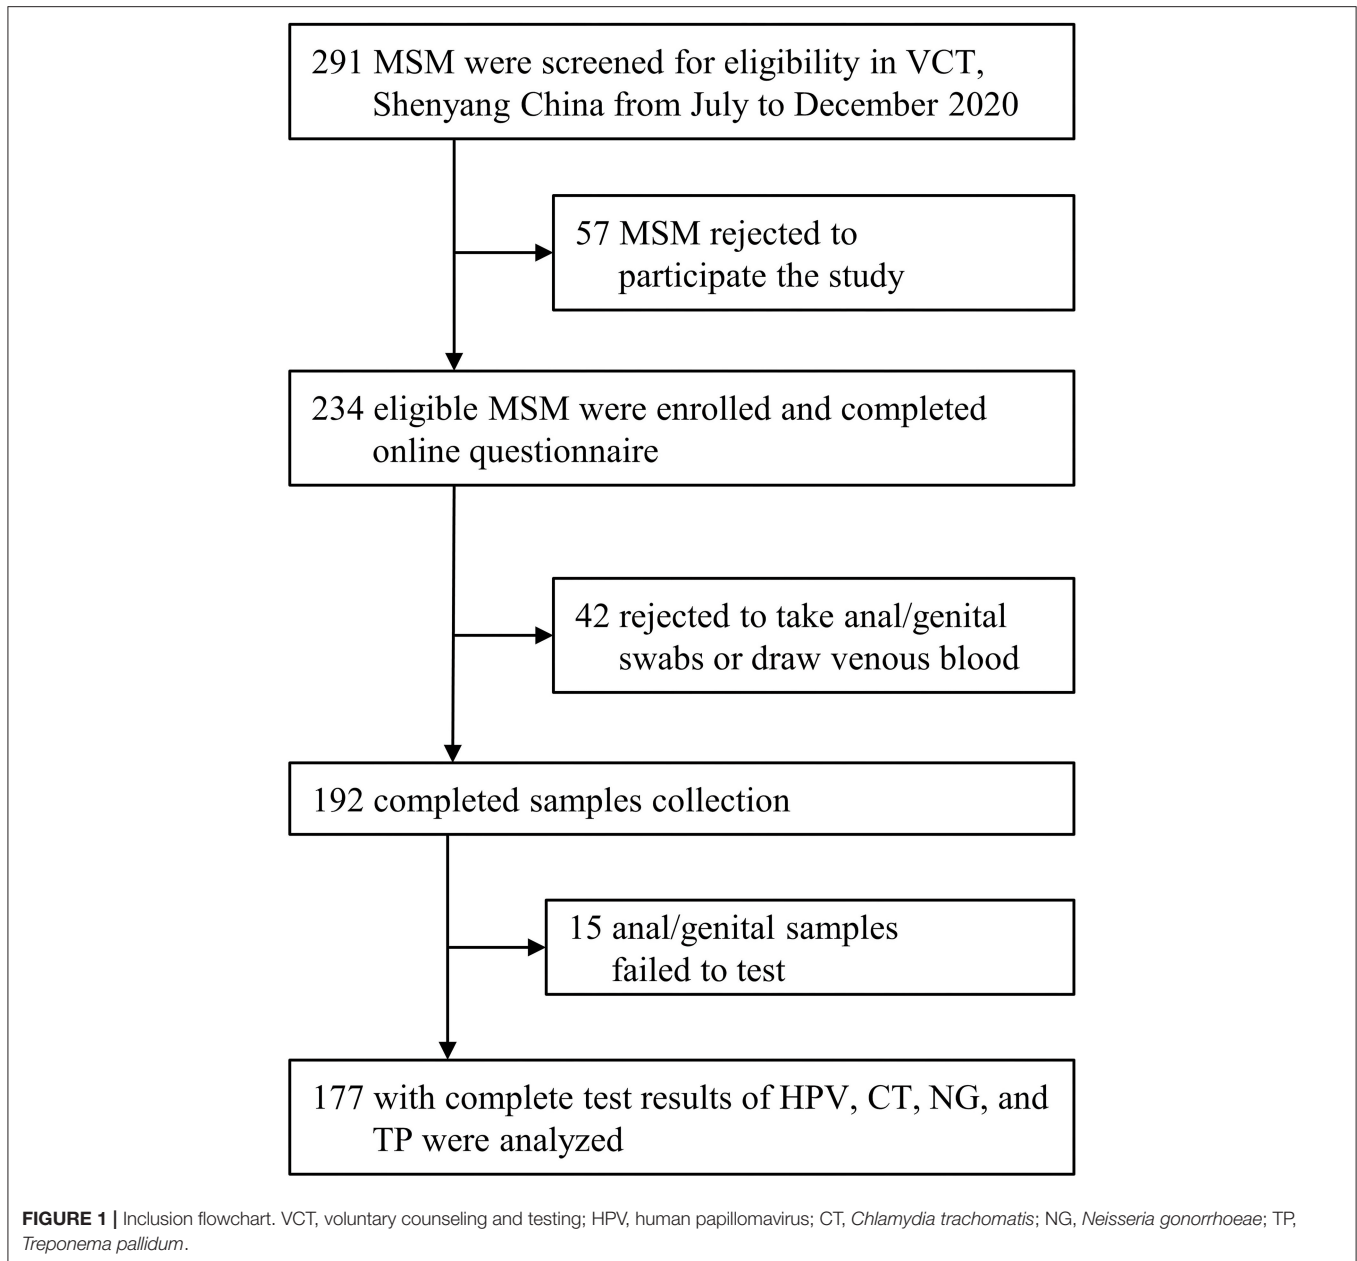 291 MSM were screened for eligibility in VCT,
Shenyang China from July to December 2020
57 MSM rejected to
participate the study
234 eligible MSM were enrolled and completed
online questionnaire
42 rejected to take anal/genital
swabs or draw venous blood
192 completed samples collection
15 anal/genital samples
failed to test
177 with complete test results of HPV, CT, NG, and
TP were analyzed
FIGURE 1 | Inclusion flowchart. VCT, voluntary counseling and testing; HPV, human papillomavirus; CT, Chlamydia trachomatis; NG, Neisseria gonorrhoeae; TP,
Treponema pallidum.